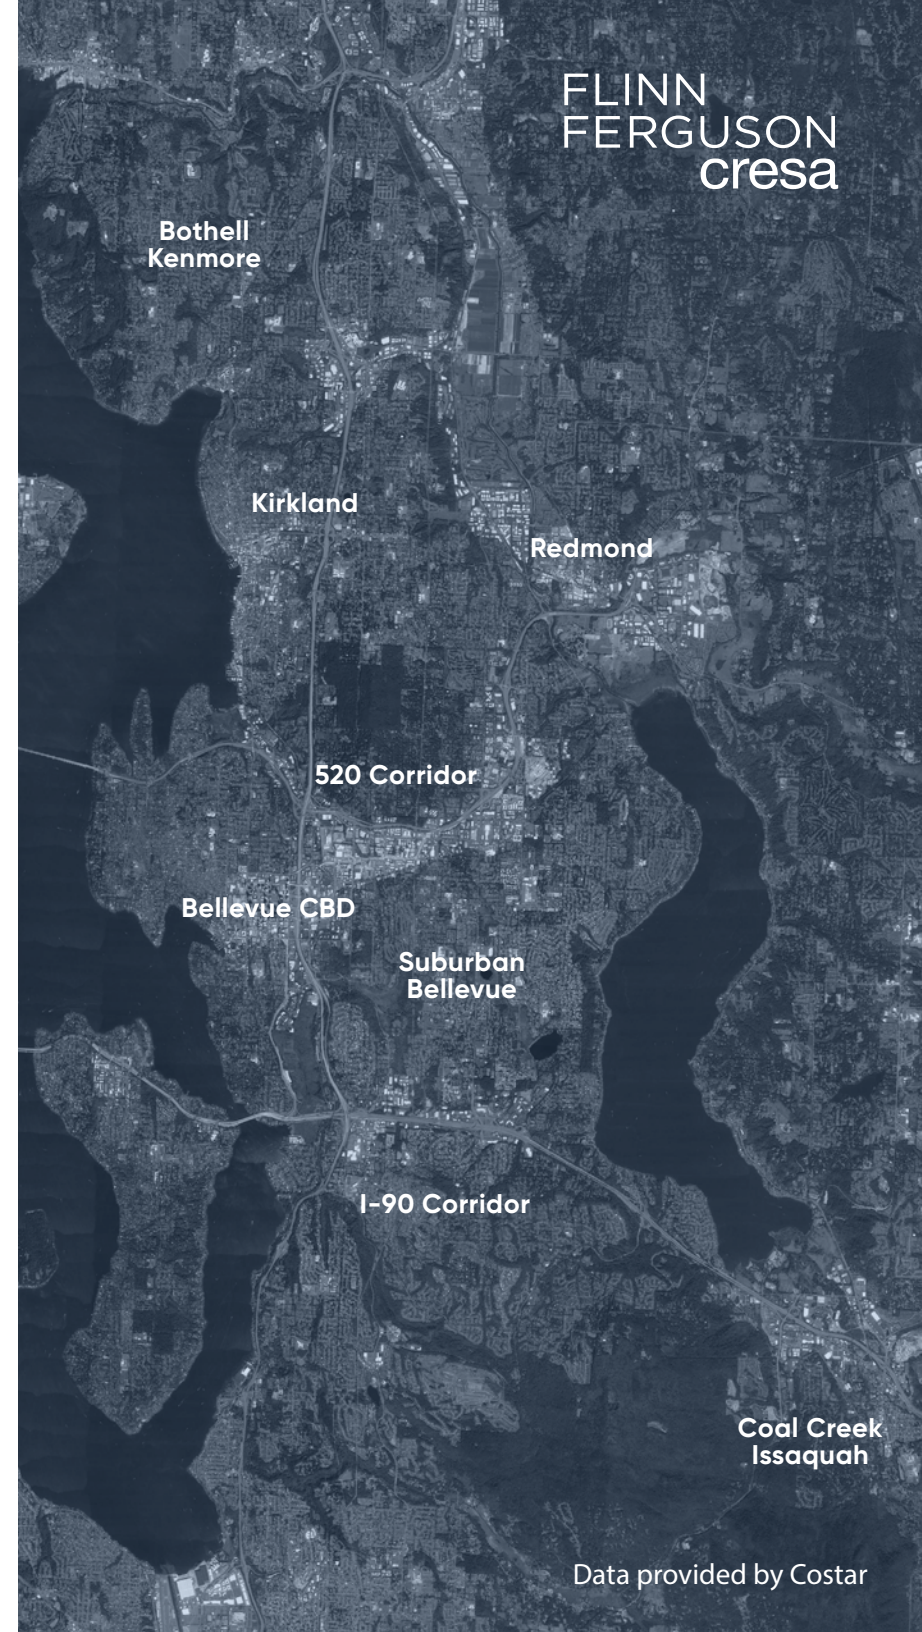 FLINN
FERGUSON
cresa
Bothell
Kenmore
Kirkland
Redmond
520 Corridor
Bellevue CBD
Suburban
Bellevue
I-90 Corridor
Coal Creek
Issaquah
Data provided by Costar